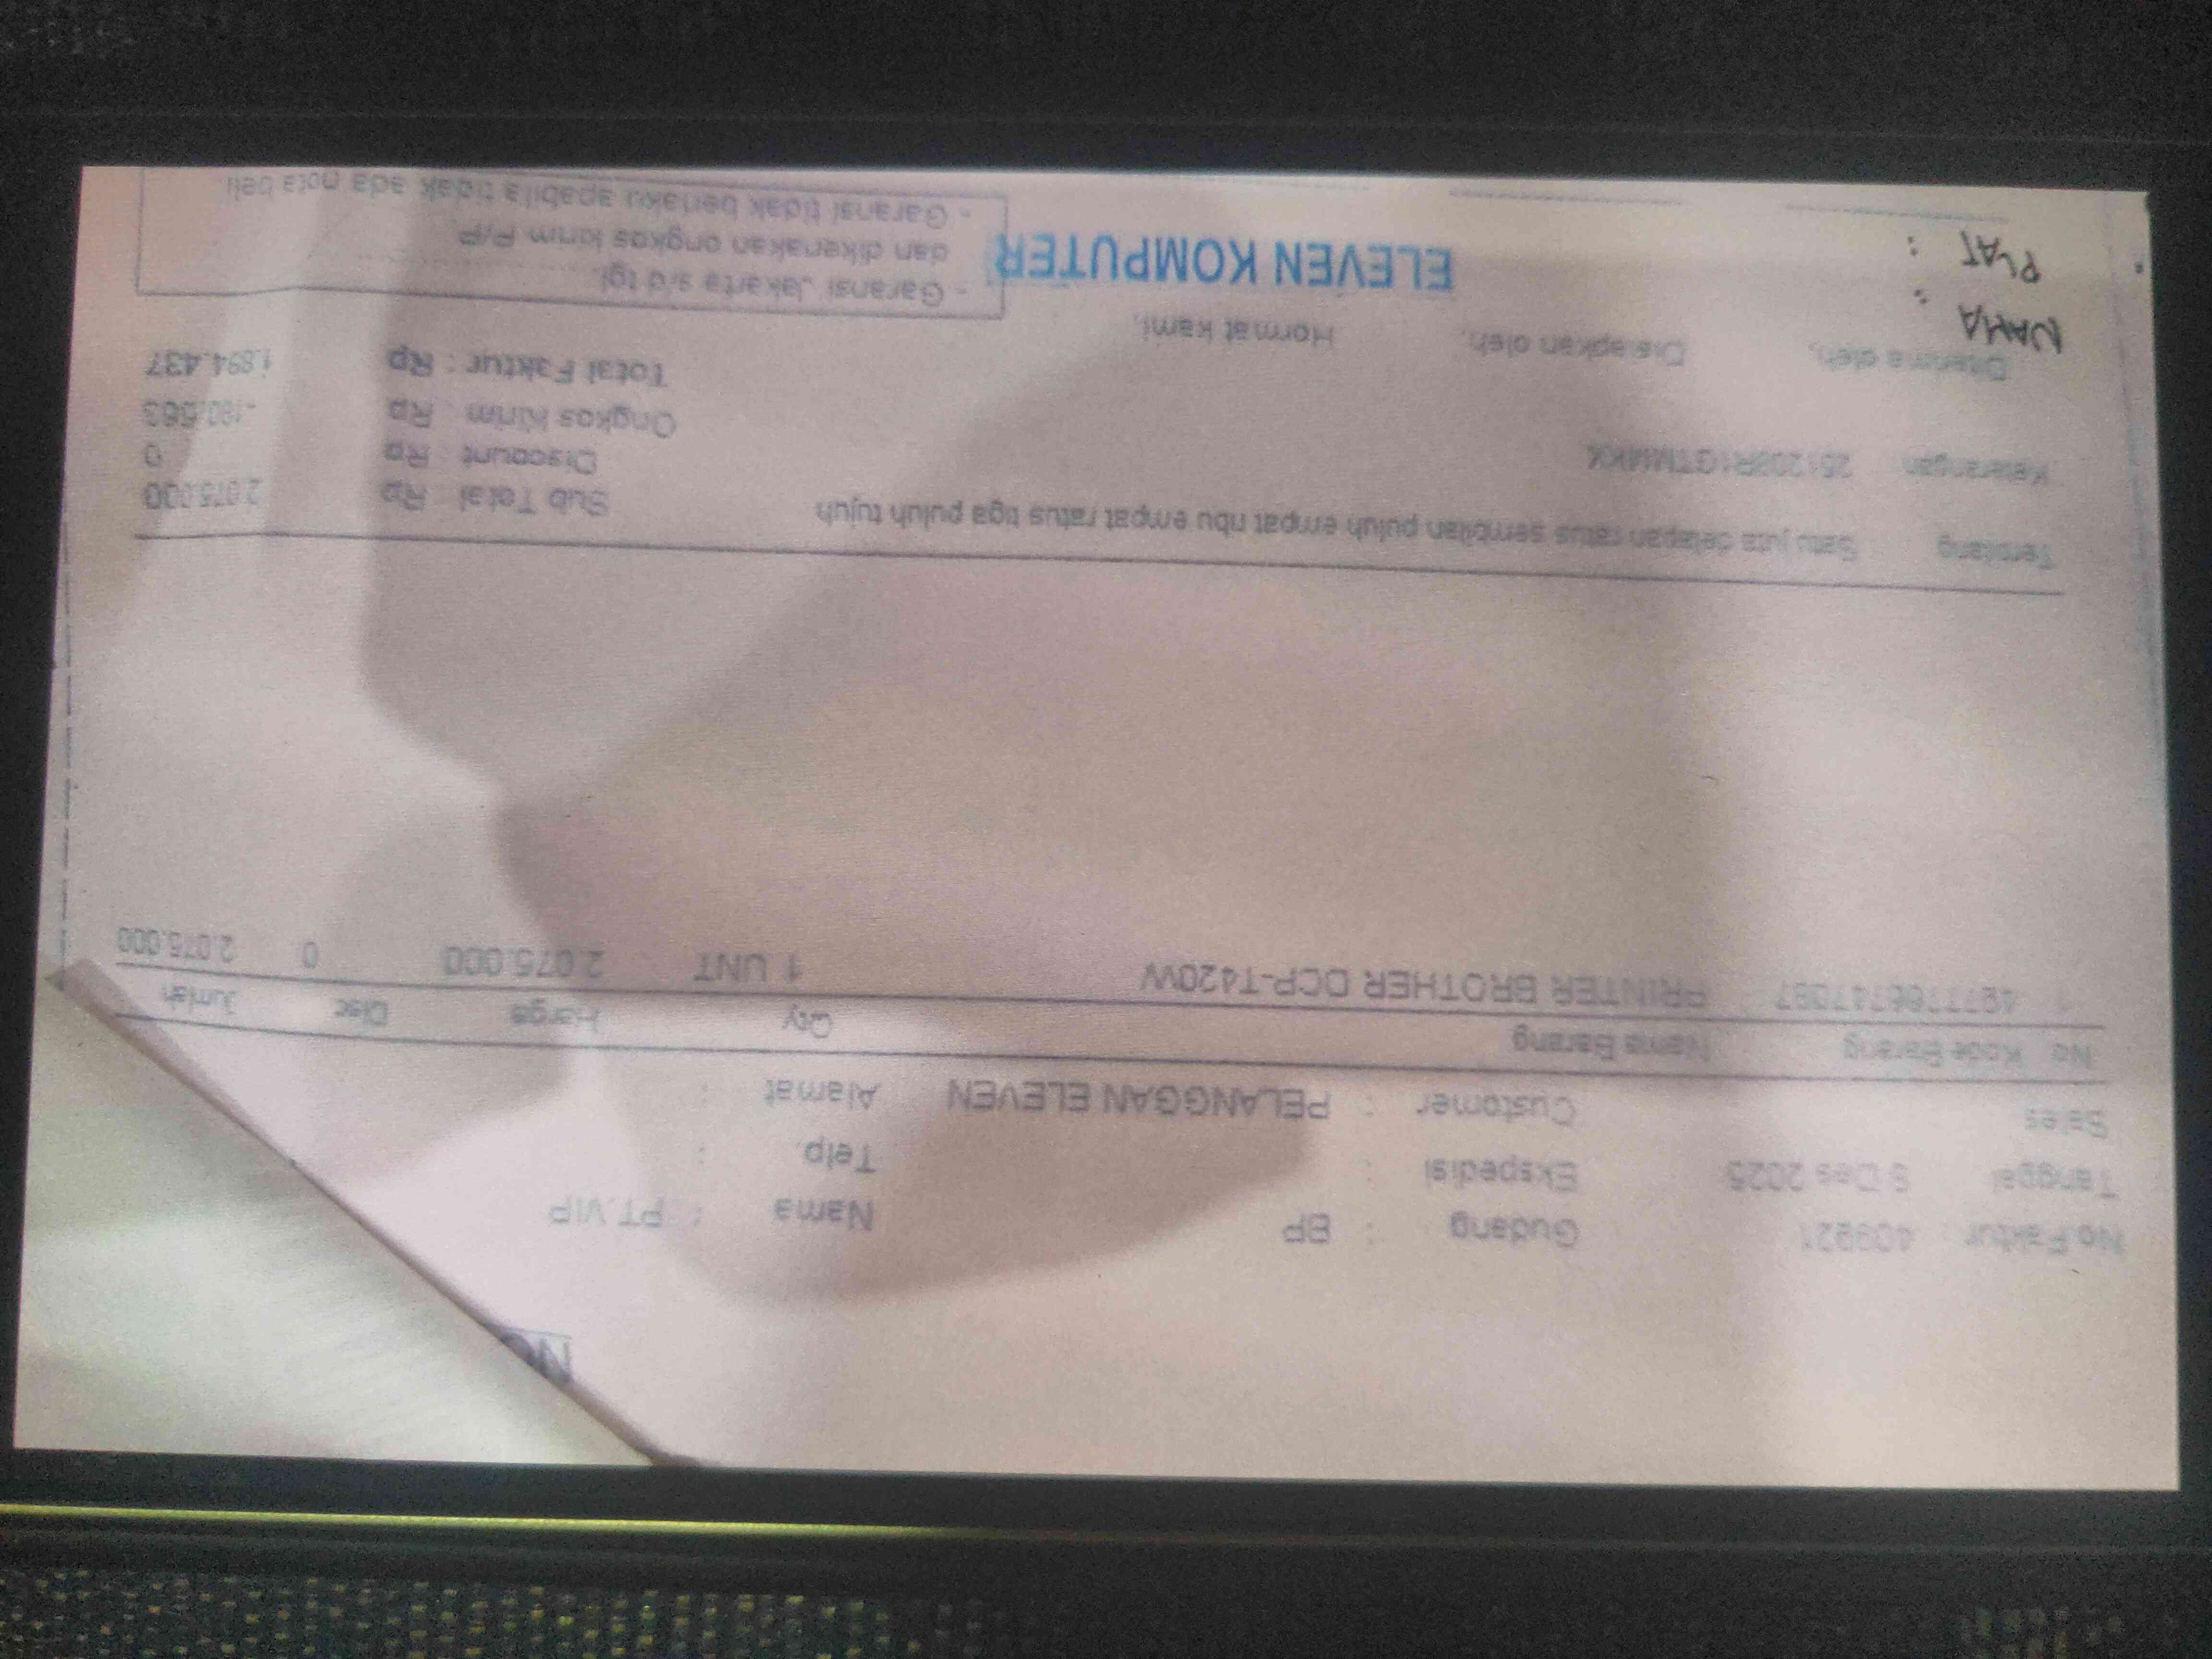 No.Faktur : 409921 Gudang : BP Nama : PT.VIP
Tanggal : 9 Des 2025 Ekspedisi : Telp. :
Sales Customer : PELANGGAN ELEVEN Alamat :
No Kode Barang Nama Barang Qty Harga Disc Jumlah
1 PRINTER BROTHER DCP-T420W 1 UNT 2.075.000 0 2.075.000
Terbilang Satu juta delapan ratus sembilan puluh empat ribu empat ratus tiga puluh tujuh
Sub Total Rp 2.075.000
Discount Rp 0
Keterangan
Ongkos Kirim Rp -180.563
Total Faktur : Rp 1.894.437
Diterima oleh, Disiapkan oleh, Hormat kami,
NAMA :
PLAT :
ELEVEN KOMPUTER
- Garansi Jakarta s/d tgl.
dan dikenakan ongkos kirim P/P
- Garansi tidak berlaku apabila tidak ada nota beli